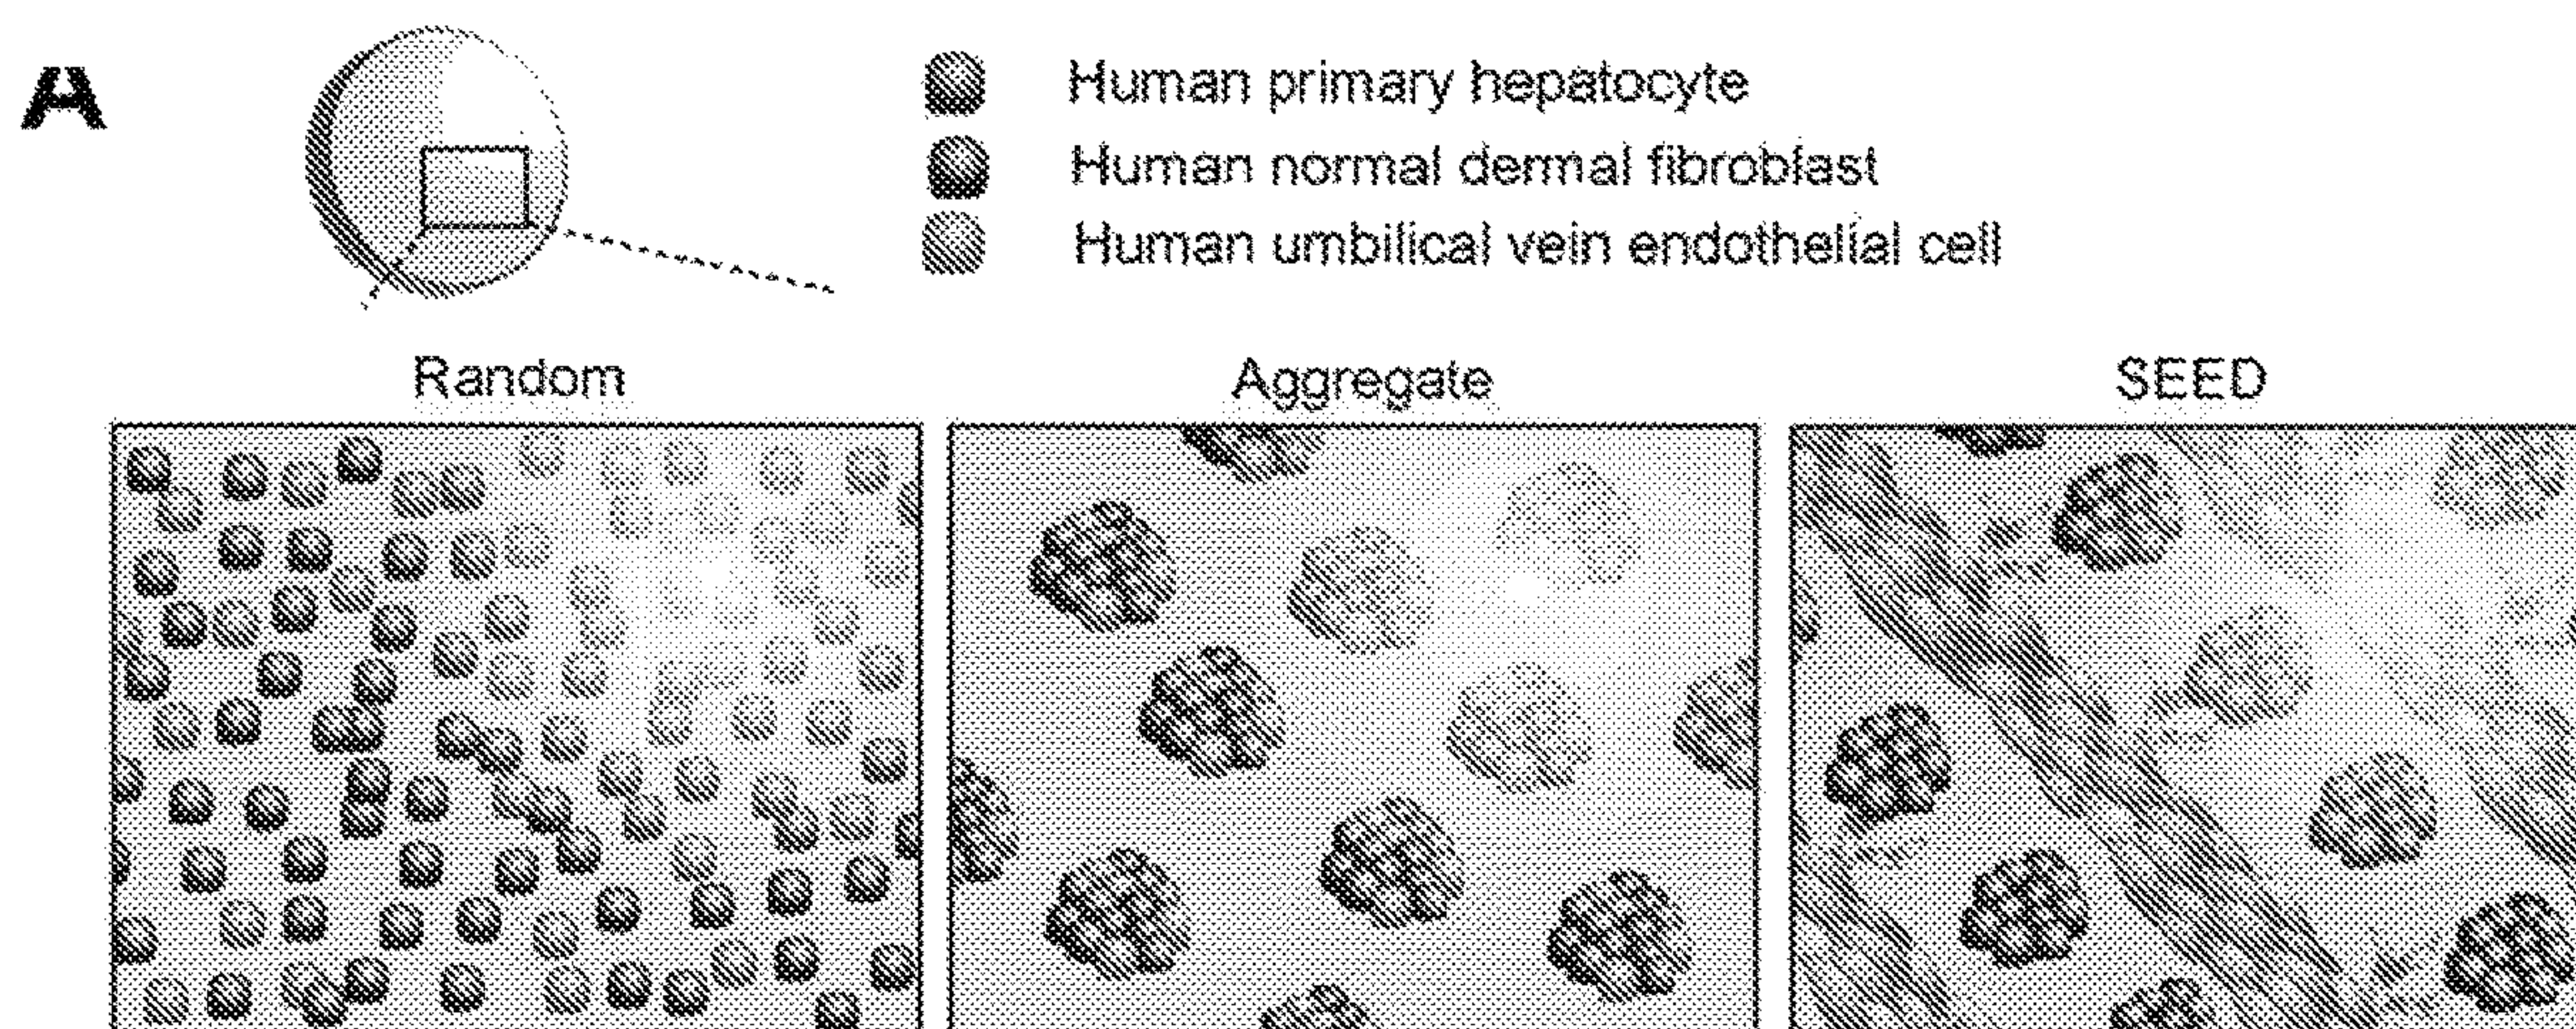 A
Human primary hepatocyte
Human normal dermal fibroblast
Human umbilical vein endothelial cell
Random
Aggregate
SEED